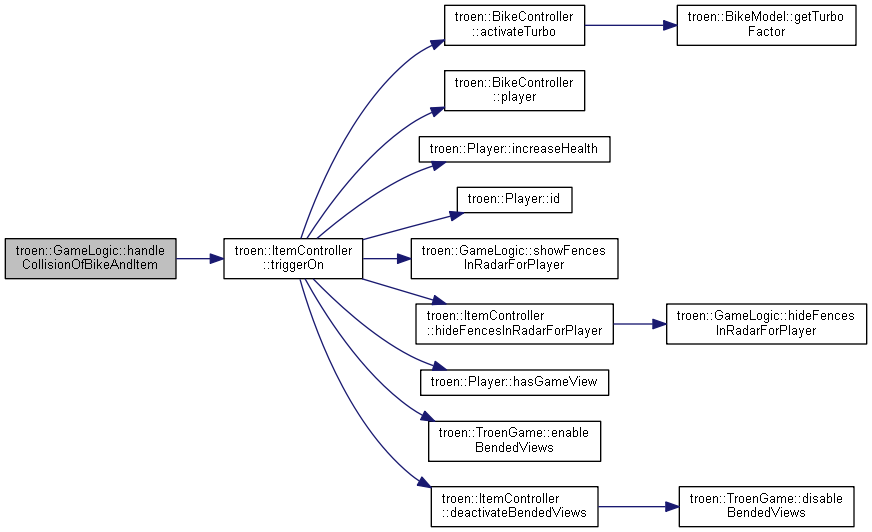 troen::GameLogic::handle
CollisionOfBikeAndItem
troen::ItemController
::triggerOn
troen::BikeController
::activateTurbo
troen::BikeModel::getTurbo
Factor
troen::BikeController
::player
troen::Player::increaseHealth
troen::Player::id
troen::GameLogic::showFences
InRadarForPlayer
troen::ItemController
::hideFencesInRadarForPlayer
troen::GameLogic::hideFences
InRadarForPlayer
troen::Player::hasGameView
troen::TroenGame::enable
BendedViews
troen::ItemController
::deactivateBendedViews
troen::TroenGame::disable
BendedViews